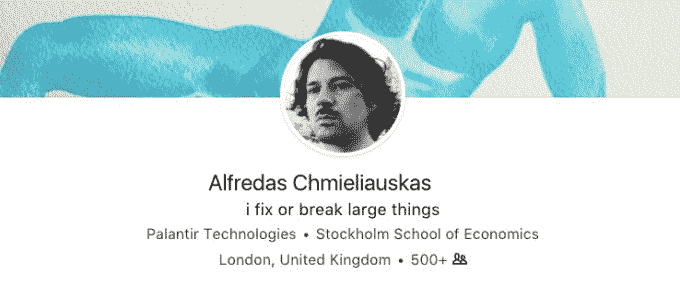 Alfredas Chmieliauskas
i fix or break large things
Palantir Technologies • Stockholm School of Economics
London, United Kingdom • 500+